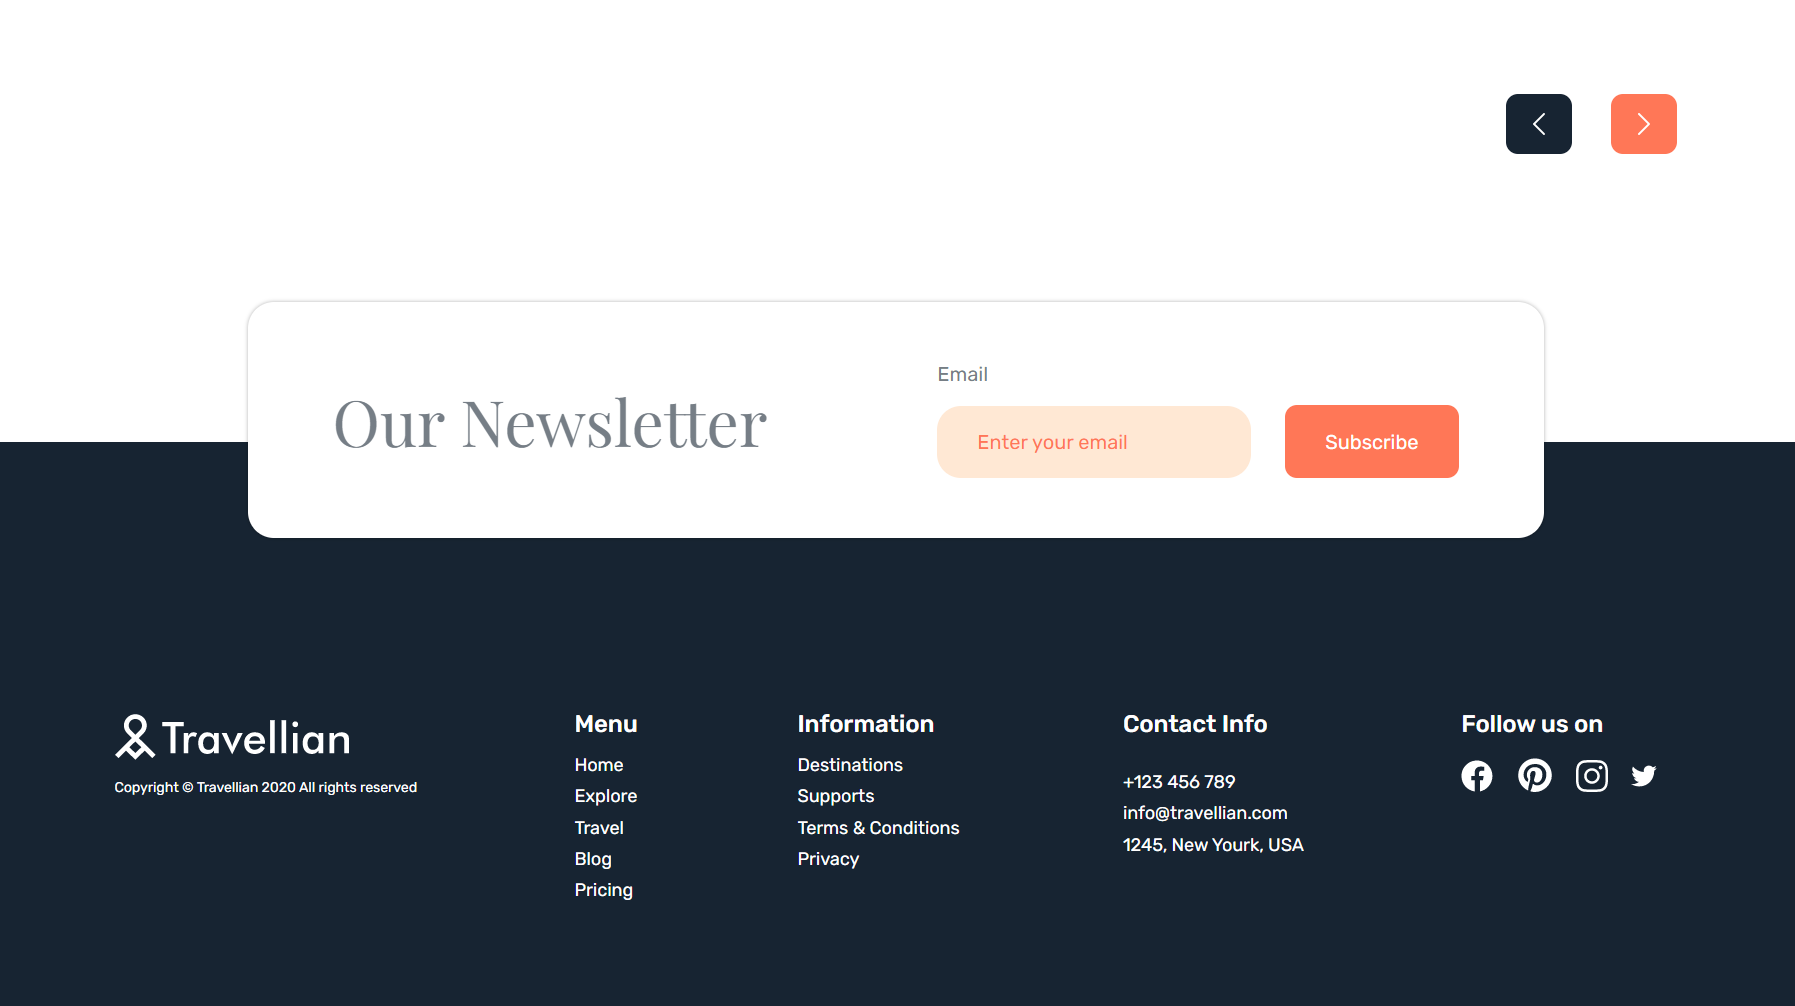 Our Newsletter
Email
Enter your email
Subscribe
Travellian
Copyright © Travellian 2020 All rights reserved
Menu
Home
Explore
Travel
Blog
Pricing
Information
Destinations
Supports
Terms & Conditions
Privacy
Contact Info
+123 456 789
info@travellian.com
1245, New Yourk, USA
Follow us on